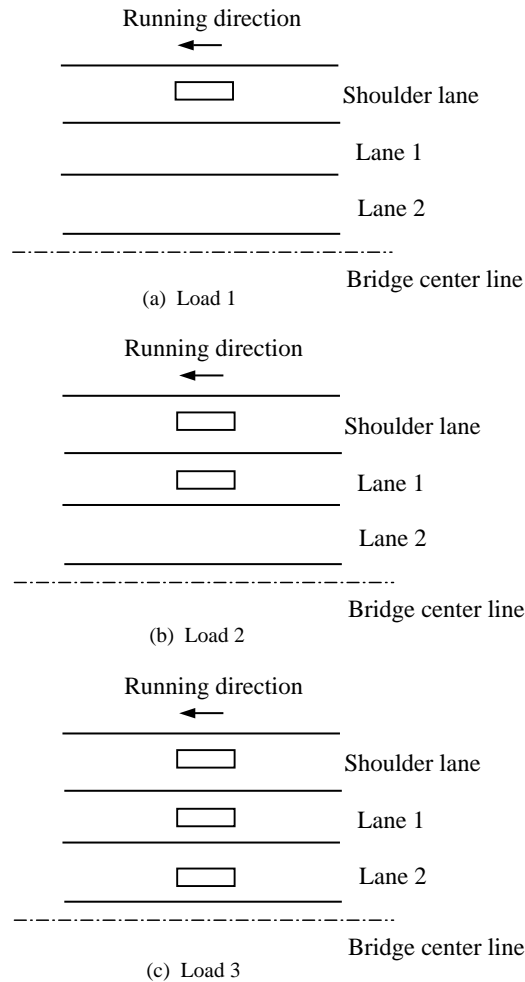 Running direction
Shoulder lane
Lane 1
Lane 2
Bridge center line
(a) Load 1
Running direction
Shoulder lane
Lane 1
Lane 2
Bridge center line
(b) Load 2
Running direction
Shoulder lane
Lane 1
Lane 2
Bridge center line
(c) Load 3